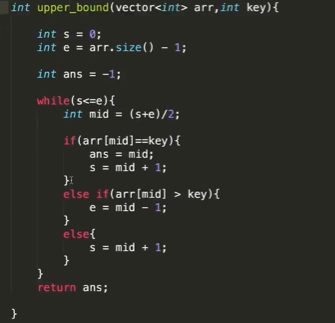 int upper_bound(vector<int> arr,int key){
int s = 0;
int e = arr.size() - 1;
int ans = -1;
while(s<=e){
int mid = (s+e)/2;
if(arr[mid]==key){
ans = mid;
s = mid + 1;
}
else if(arr[mid] > key){
e = mid - 1;
}
else{
s = mid + 1;
}
}
return ans;
}